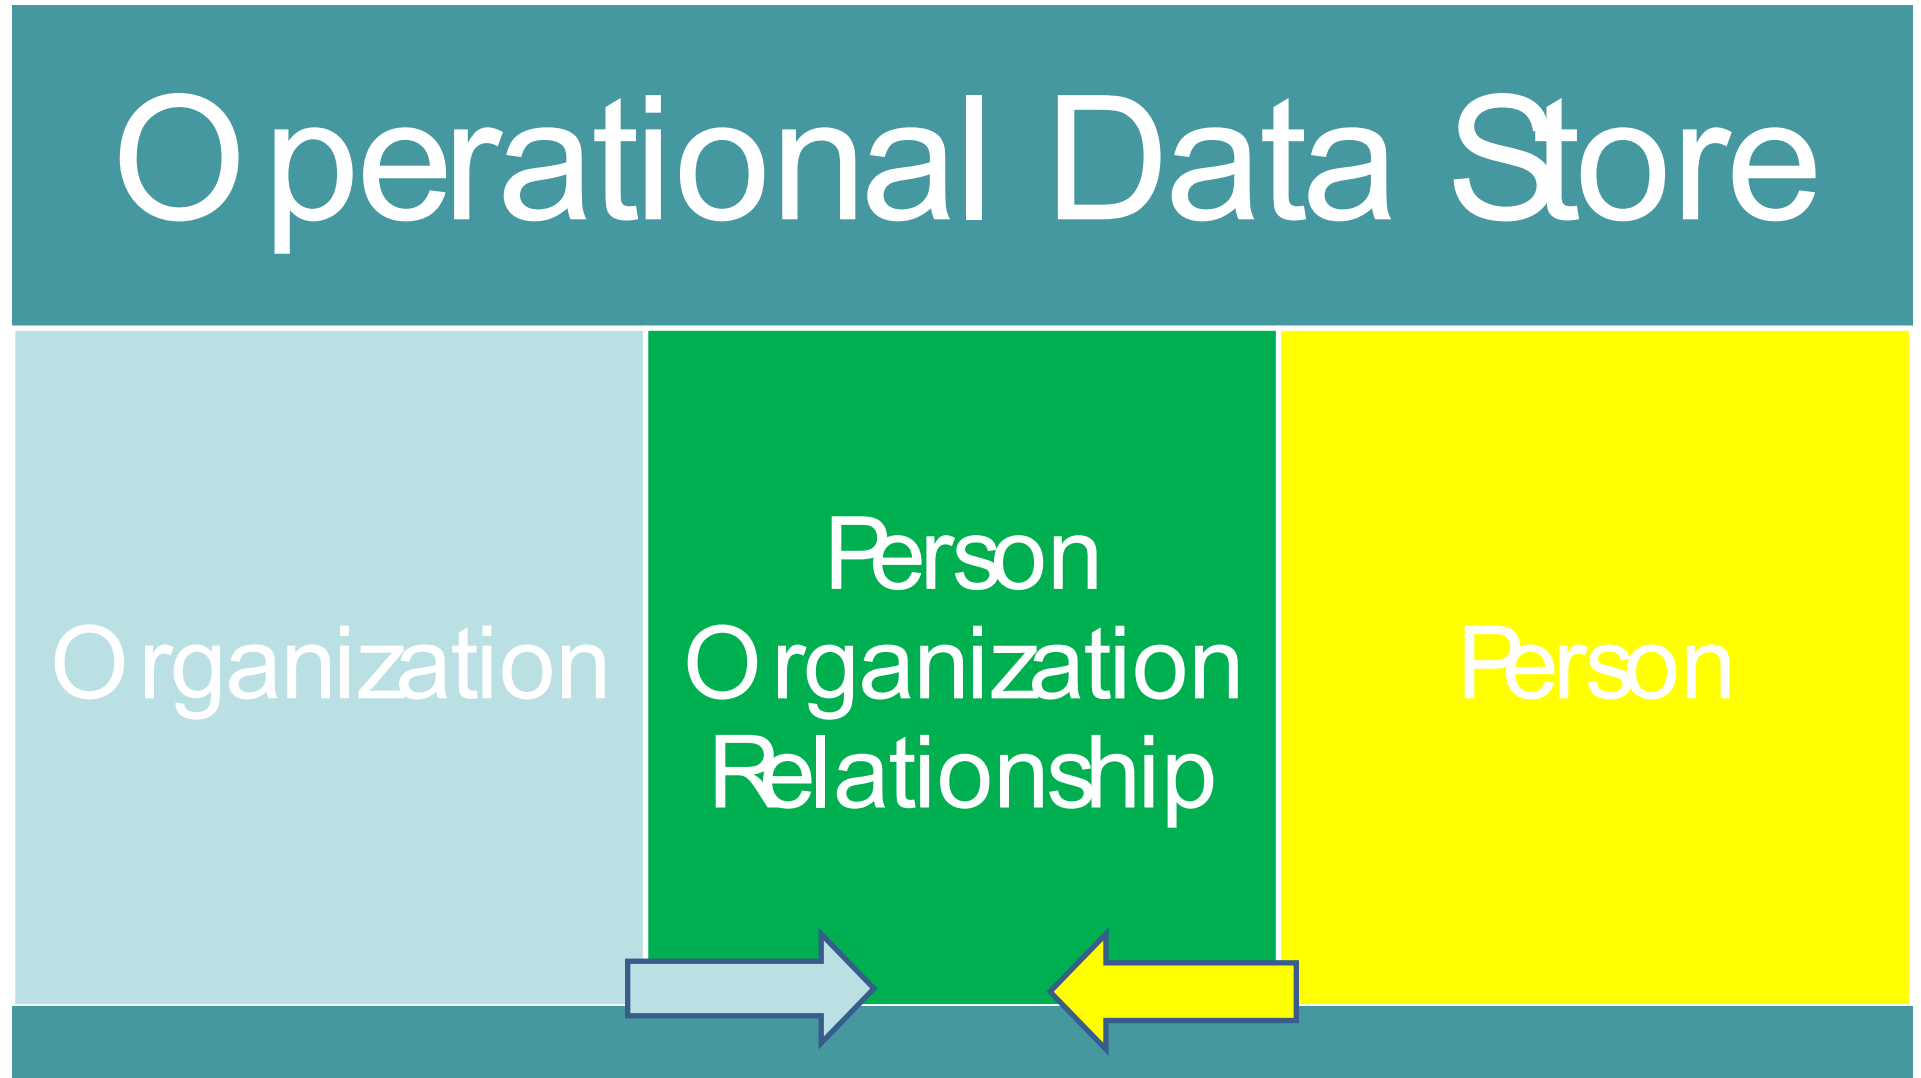 Operational Data Store
Organization
Person
Organization
Relationship
Person